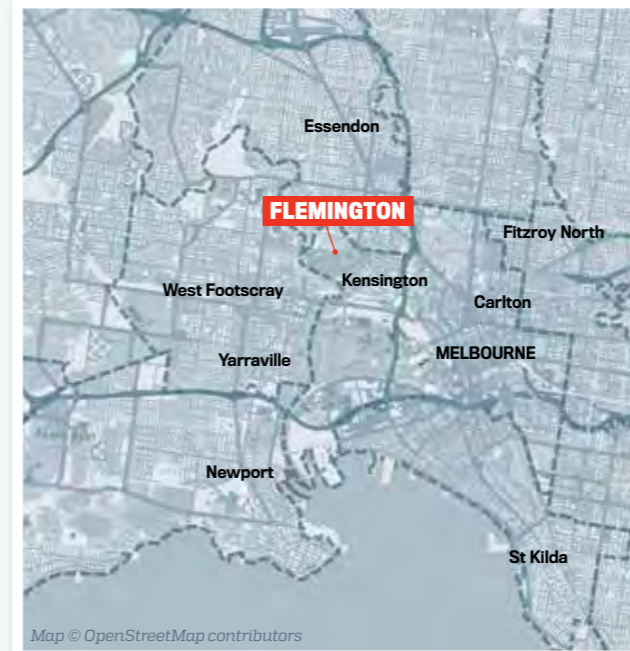 Essendon
FLEMINGTON
Fitzroy North
Kensington
West Footscray
Carlton
MELBOURNE
Yarraville
Newport
St Kilda
Map © OpenStreetMap contributors